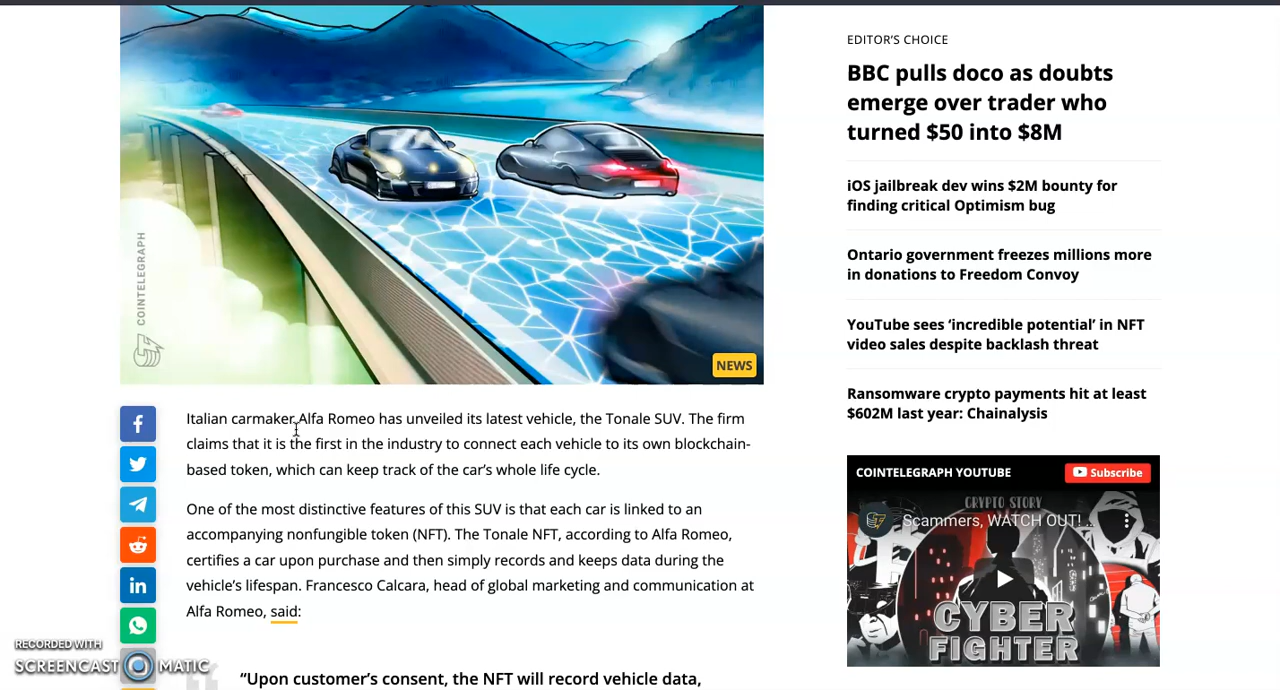 COINTELEGRAPH
NEWS
Italian carmaker Alfa Romeo has unveiled its latest vehicle, the Tonale SUV. The firm
claims that it is the first in the industry to connect each vehicle to its own blockchain-
based token, which can keep track of the car’s whole life cycle.
One of the most distinctive features of this SUV is that each car is linked to an
accompanying nonfungible token (NFT). The Tonale NFT, according to Alfa Romeo,
certifies a car upon purchase and then simply records and keeps data during the
vehicle’s lifespan. Francesco Calcara, head of global marketing and communication at
Alfa Romeo, said:
“Upon customer’s consent, the NFT will record vehicle data,
RECORDED WITH
SCREENCAST MATIC
EDITOR’S CHOICE
BBC pulls doco as doubts
emerge over trader who
turned $50 into $8M
iOS jailbreak dev wins $2M bounty for
finding critical Optimism bug
Ontario government freezes millions more
in donations to Freedom Convoy
YouTube sees ‘incredible potential’ in NFT
video sales despite backlash threat
Ransomware crypto payments hit at least
$602M last year: Chainalysis
COINTELEGRAPH YOUTUBE
Subscribe
CRYPTO STORY
Scammers, WATCH OUT! ..
CYBER
FIGHTER